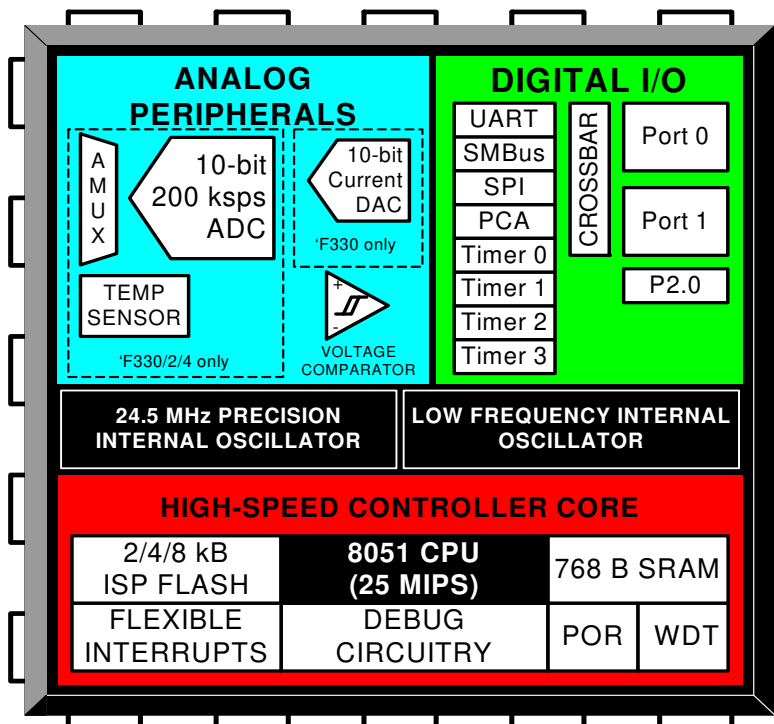 ANALOG
PERIPHERALS
A
M
U
X
10-bit
200 ksps
ADC
10-bit
Current
DAC
‘F330 only
TEMP
SENSOR
‘F330/2/4 only
+
-
VOLTAGE
COMPARATOR
DIGITAL I/O
UART
SMBus
SPI
PCA
Timer 0
Timer 1
Timer 2
Timer 3
CROSSBAR
Port 0
Port 1
P2.0
24.5 MHz PRECISION
INTERNAL OSCILLATOR
LOW FREQUENCY INTERNAL
OSCILLATOR
HIGH-SPEED CONTROLLER CORE
2/4/8 kB
ISP FLASH
8051 CPU
(25 MIPS)
768 B SRAM
FLEXIBLE
INTERRUPTS
DEBUG
CIRCUITRY
POR
WDT